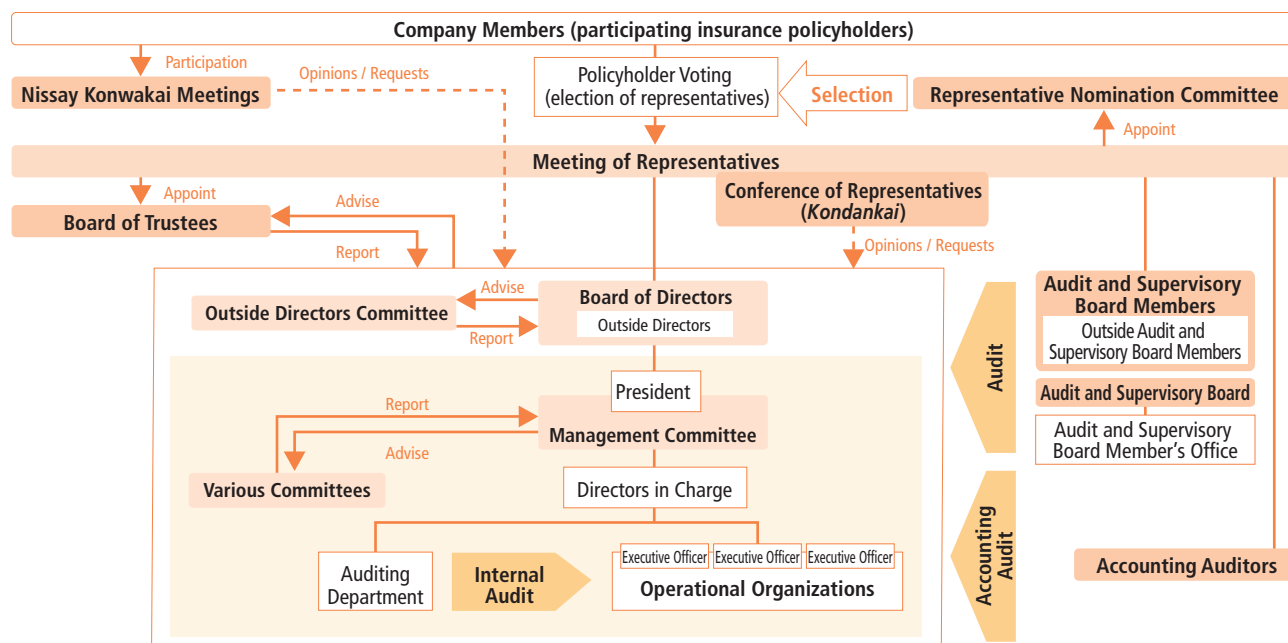 Company Members (participating insurance policyholders)
Participation
Opinions / Requests
Nissay Konwakai Meetings
Policyholder Voting
(election of representatives)
Selection
Representative Nomination Committee
Appoint
Meeting of Representatives
Appoint
Conference of Representatives
(Kondankai)
Board of Trustees
Advise
Report
Opinions / Requests
Outside Directors Committee
Advise
Report
Board of Directors
Outside Directors
Audit
Audit and Supervisory
Board Members
Outside Audit and
Supervisory Board Members
Audit and Supervisory Board
Audit and Supervisory
Board Member's Office
President
Report
Management Committee
Advise
Various Committees
Directors in Charge
Accounting
Audit
Accounting Auditors
Auditing
Department
Internal
Audit
Executive Officer
Executive Officer
Executive Officer
Operational Organizations